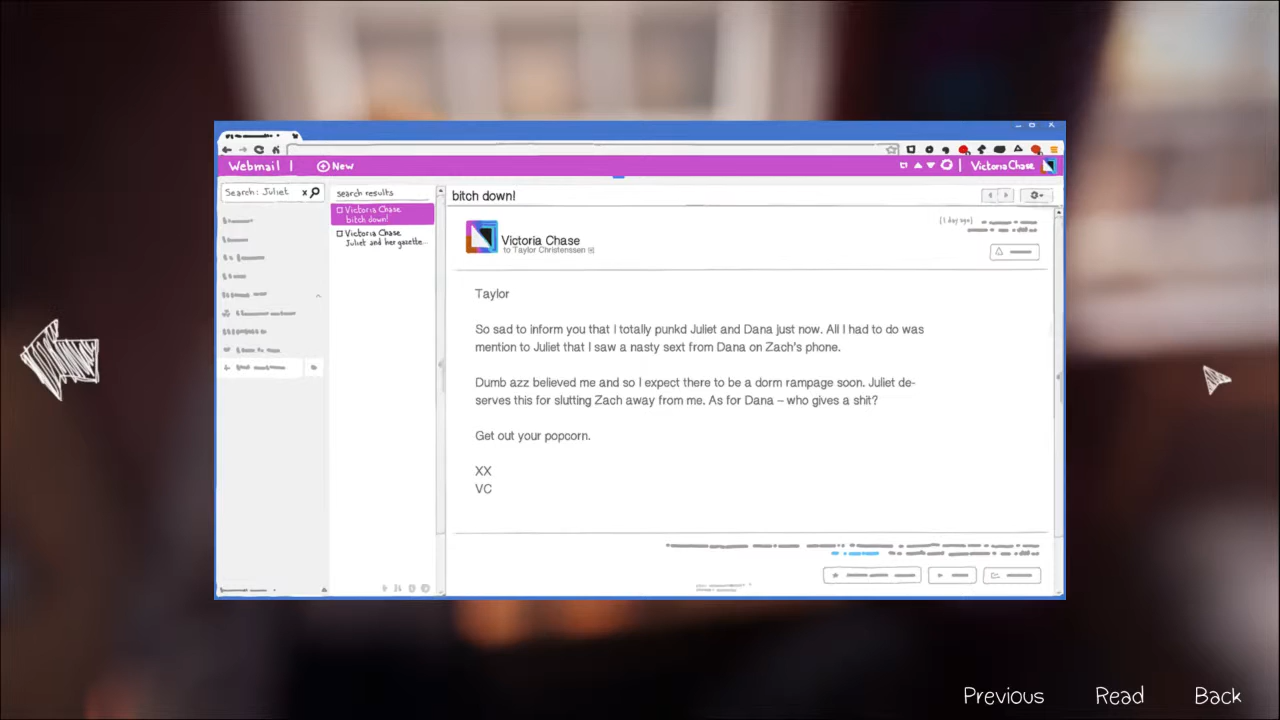 Webmail |
New
| Victoria Chase
Search: Juliet x
search results
Victoria Chase
bitch down!
Victoria Chase
Juliet and her gazette...
bitch down!
Victoria Chase
to Taylor Christenssen
(1 day ago)
Taylor
So sad to inform you that I totally punkd Juliet and Dana just now. All I had to do was
mention to Juliet that I saw a nasty sext from Dana on Zach's phone.
Dumb azz believed me and so I expect there to be a dorm rampage soon. Juliet de-
serves this for slutting Zach away from me. As for Dana – who gives a shit?
Get out your popcorn.
XX
VC
Previous
Read
Back